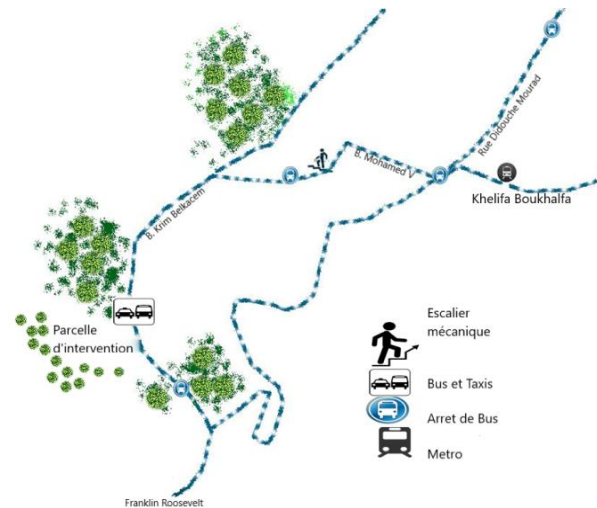 Rue Didouche Mourad
B. Mohamed V
Khelifa Boukhalfa
B. Krim Belkacem
Parcelle
d'intervention
Escalier
mécanique
Bus et Taxis
Arret de Bus
Metro
Franklin Roosevelt